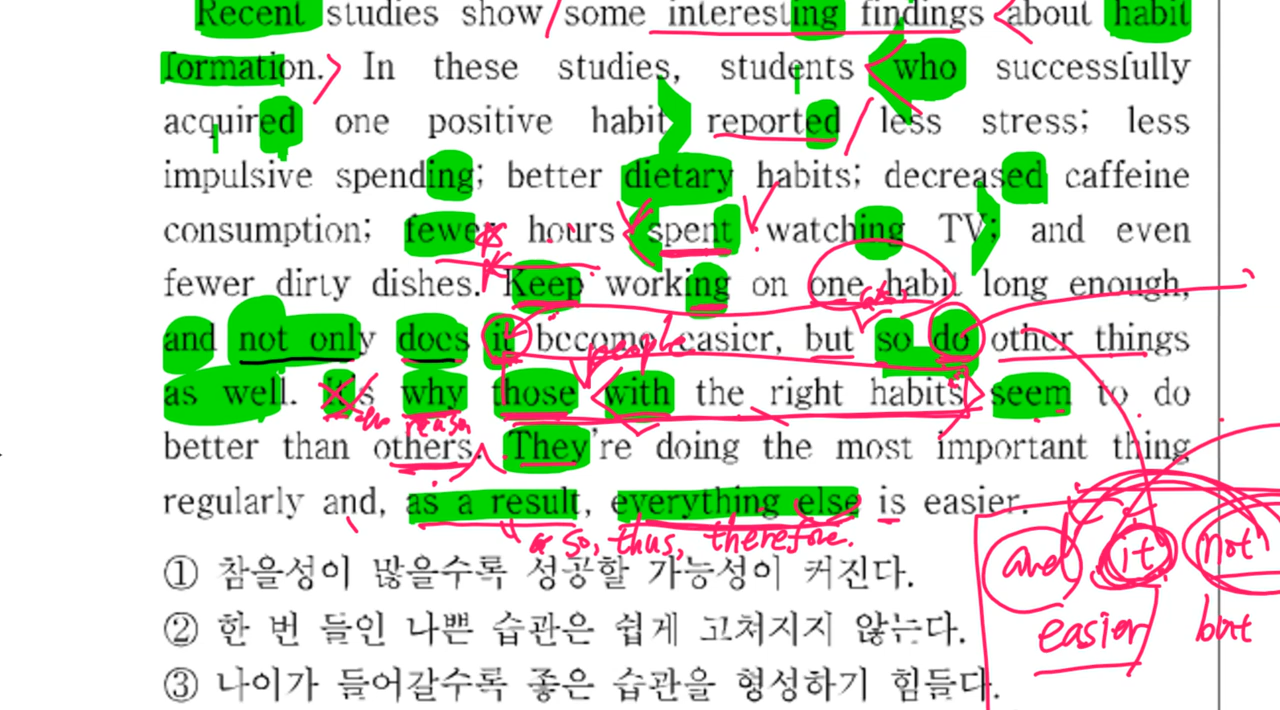 Recent studies show some interesting findings about habit
formation. In these studies, students who successfully
acquired one positive habit reported less stress; less
impulsive spending; better dietary habits; decreased caffeine
consumption; fewer hours spent watching TV; and even
fewer dirty dishes. Keep working on one habit long enough,
and not only does it become easier, but so do other things
people
as well. it's why those with the right habits seem to do
reason
better than others. They're doing the most important thing
regularly and, as a result, everything else is easier.
so, thus, therefore.
and it not
① 참을성이 많을수록 성공할 가능성이 커진다.
easier but
② 한 번 들인 나쁜 습관은 쉽게 고쳐지지 않는다.
③ 나이가 들어갈수록 좋은 습관을 형성하기 힘들다.